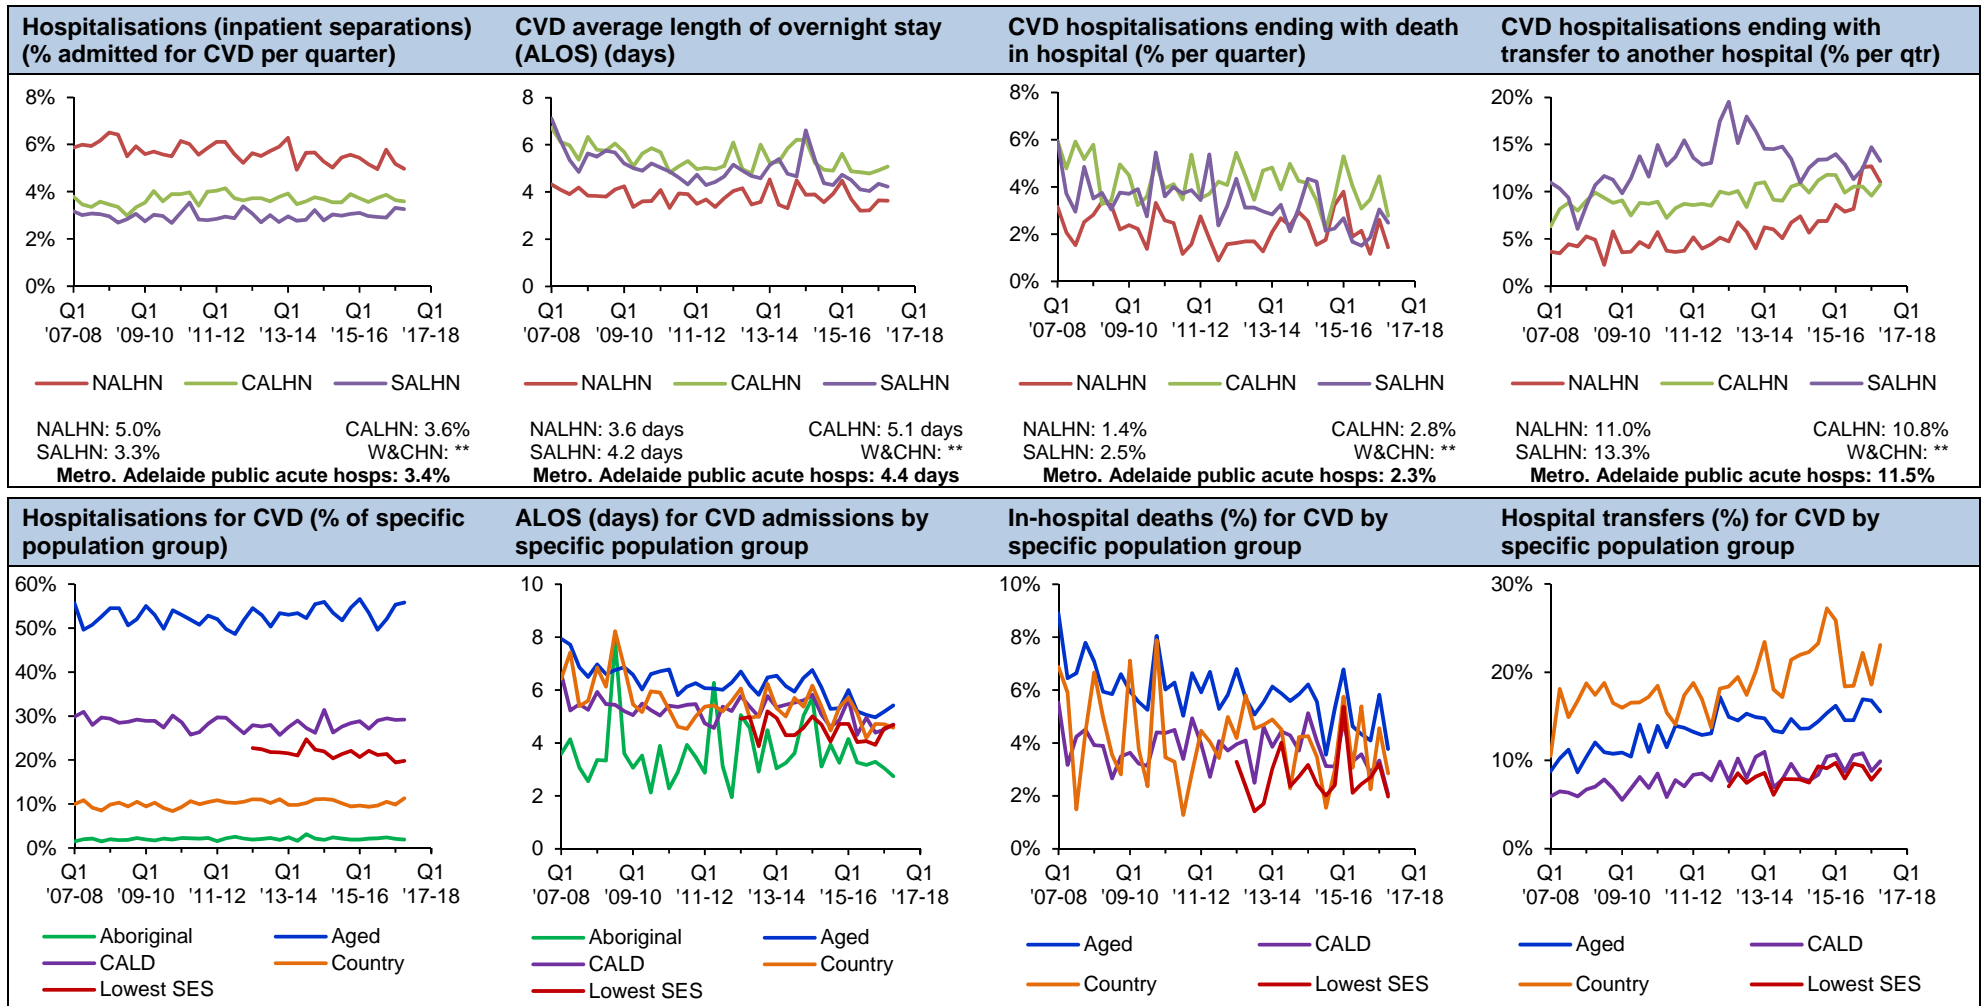 Hospitalisations (inpatient separations)
(% admitted for CVD per quarter)
8%
6%
4%
2%
0%
Q1 Q1 Q1 Q1 Q1 Q1
'07-08 '09-10 '11-12 '13-14 '15-16 '17-18
NALHN CALHN SALHN
NALHN: 5.0% CALHN: 3.6%
SALHN: 3.3% W&CHN: **
Metro. Adelaide public acute hosps: 3.4%
CVD average length of overnight stay
(ALOS) (days)
8
6
4
2
0
Q1 Q1 Q1 Q1 Q1 Q1
'07-08 '09-10 '11-12 '13-14 '15-16 '17-18
NALHN CALHN SALHN
NALHN: 3.6 days CALHN: 5.1 days
SALHN: 4.2 days W&CHN: **
Metro. Adelaide public acute hosps: 4.4 days
CVD hospitalisations ending with death
in hospital (% per quarter)
8%
6%
4%
2%
0%
Q1 Q1 Q1 Q1 Q1 Q1
'07-08 '09-10 '11-12 '13-14 '15-16 '17-18
NALHN CALHN SALHN
NALHN: 1.4% CALHN: 2.8%
SALHN: 2.5% W&CHN: **
Metro. Adelaide public acute hosps: 2.3%
CVD hospitalisations ending with
transfer to another hospital (% per qtr)
20%
15%
10%
5%
0%
Q1 Q1 Q1 Q1 Q1 Q1
'07-08 '09-10 '11-12 '13-14 '15-16 '17-18
NALHN CALHN SALHN
NALHN: 11.0% CALHN: 10.8%
SALHN: 13.3% W&CHN: **
Metro. Adelaide public acute hosps: 11.5%
Hospitalisations for CVD (% of specific
population group)
60%
50%
40%
30%
20%
10%
0%
Q1 Q1 Q1 Q1 Q1 Q1
'07-08 '09-10 '11-12 '13-14 '15-16 '17-18
Aboriginal Aged
CALD Country
Lowest SES
ALOS (days) for CVD admissions by
specific population group
10
8
6
4
2
0
Q1 Q1 Q1 Q1 Q1 Q1
'07-08 '09-10 '11-12 '13-14 '15-16 '17-18
Aboriginal Aged
CALD Country
Lowest SES
In-hospital deaths (%) for CVD by
specific population group
10%
8%
6%
4%
2%
0%
Q1 Q1 Q1 Q1 Q1 Q1
'07-08 '09-10 '11-12 '13-14 '15-16 '17-18
Aged CALD
Country Lowest SES
Hospital transfers (%) for CVD by
specific population group
30%
20%
10%
0%
Q1 Q1 Q1 Q1 Q1 Q1
'07-08 '09-10 '11-12 '13-14 '15-16 '17-18
Aged CALD
Country Lowest SES